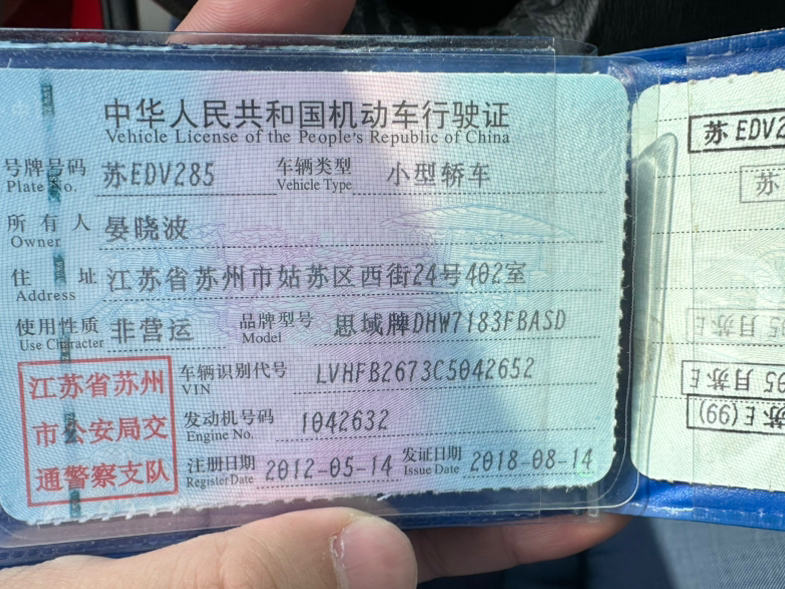 中华人民共和国机动车行驶证
Vehicle License of the People's Republic of China
号牌号码 苏EDV285 车辆类型 小型轿车
Plate No. Vehicle Type
所有人 晏晓波
Owner
住址 江苏省苏州市姑苏区西街24号402室
Address
使用性质 非营运 品牌型号 思域牌DHW7183FBASD
Use Character Model
江苏省苏州
市公安局交
通警察支队
车辆识别代号 LVHFB2673C5042652
VIN
发动机号码 1042632
Engine No.
注册日期 2012-05-14 发证日期 2018-08-14
Register Date Issue Date
苏EDV2
苏